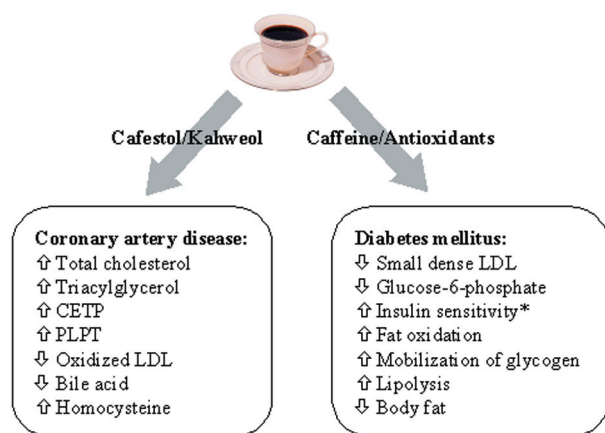 Cafestol/Kahweol
Caffeine/Antioxidants
Coronary artery disease:
⇧ Total cholesterol
⇧ Triacylglycerol
⇧ CETP
⇧ PLPT
⇩ Oxidized LDL
⇩ Bile acid
⇧ Homocysteine
Diabetes mellitus:
⇩ Small dense LDL
⇩ Glucose-6-phosphate
⇧ Insulin sensitivity*
⇧ Fat oxidation
⇧ Mobilization of glycogen
⇧ Lipolysis
⇩ Body fat